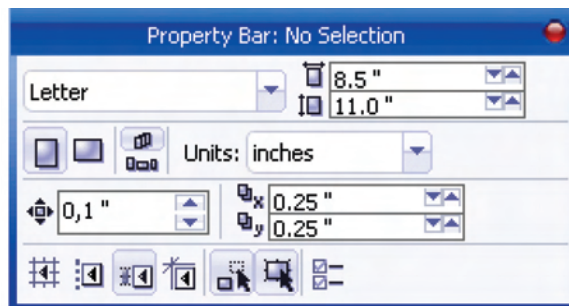 Property Bar: No Selection
Letter
8.5 "
11.0 "
Units: inches
0,1 "
x 0.25 "
y 0.25 "